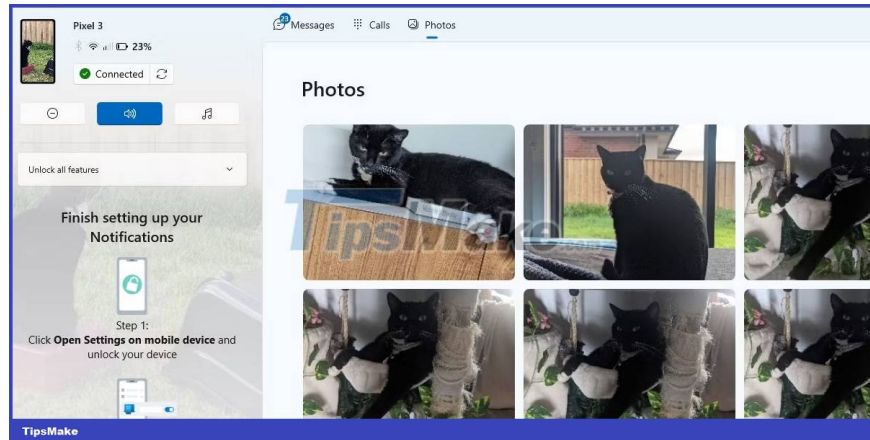 Pixel 3
23%
Connected
Unlock all features
Finish setting up your
Notifications
Step 1:
Click Open Settings on mobile device and
unlock your device
23
Messages
Calls
Photos
Photos
TipsMake
TipsMake